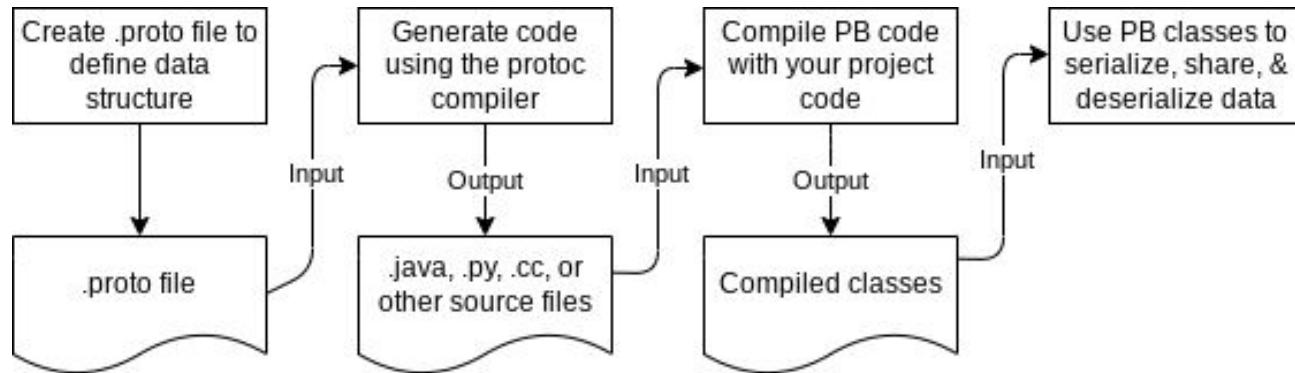 Create .proto file to
define data
structure
Generate code
using the protoc
compiler
Compile PB code
with your project
code
Use PB classes to
serialize, share, &
deserialize data
Input
Output
Input
Output
Input
.proto file
.java, .py, .cc, or
other source files
Compiled classes